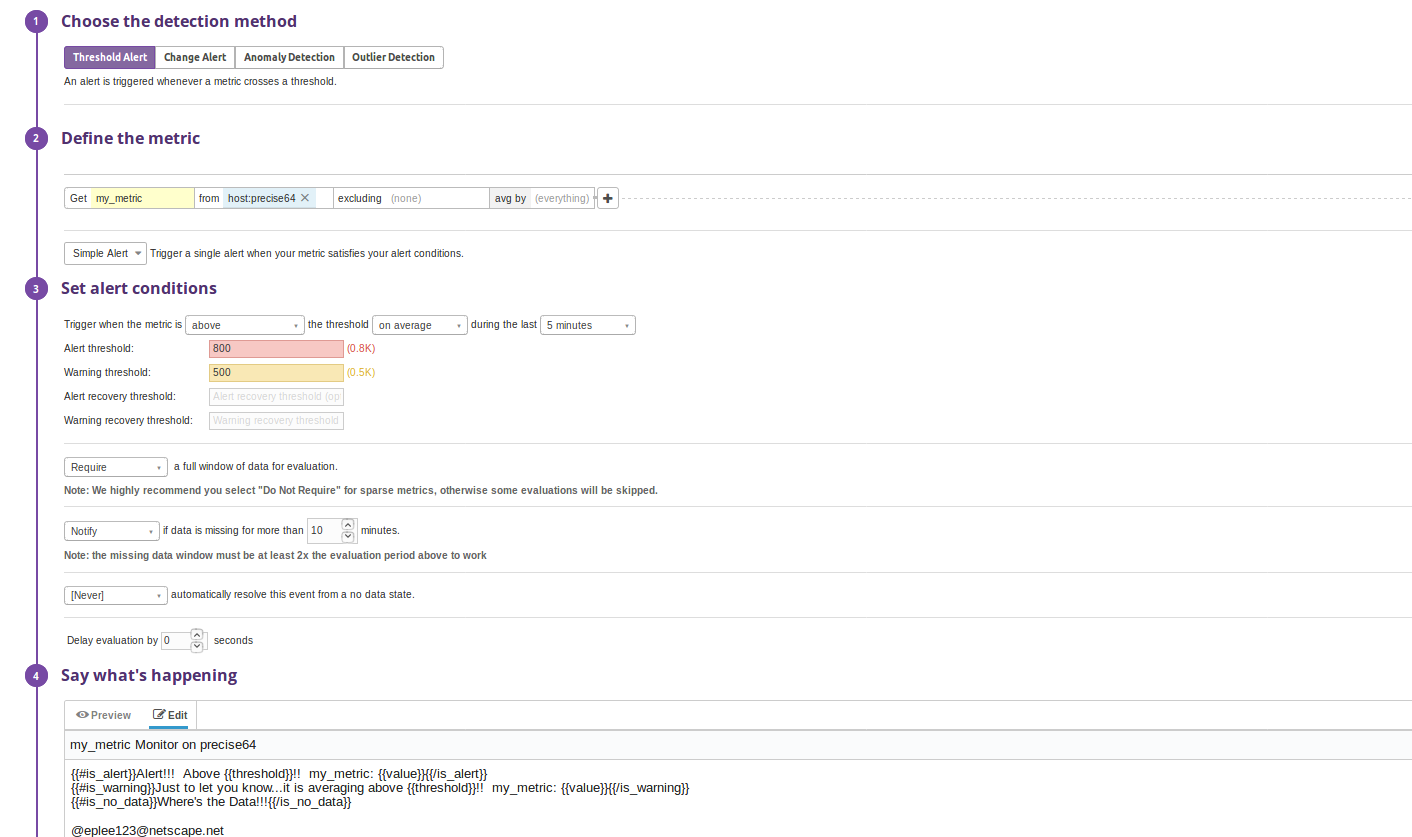 1 Choose the detection method
Threshold Alert Change Alert Anomaly Detection Outlier Detection
An alert is triggered whenever a metric crosses a threshold.
2 Define the metric
Get my_metric from host:precise64 excluding (none) avg by (everything)
Simple Alert Trigger a single alert when your metric satisfies your alert conditions.
3 Set alert conditions
Trigger when the metric is above the threshold on average during the last 5 minutes
Alert threshold: 800 (0.8K)
Warning threshold: 500 (0.5K)
Alert recovery threshold: Alert recovery threshold (op
Warning recovery threshold: Warning recovery threshold
Require a full window of data for evaluation.
Note: We highly recommend you select "Do Not Require" for sparse metrics, otherwise some evaluations will be skipped.
Notify if data is missing for more than 10 minutes.
Note: the missing data window must be at least 2x the evaluation period above to work
[Never] automatically resolve this event from a no data state.
Delay evaluation by 0 seconds
4 Say what's happening
Preview Edit
my_metric Monitor on precise64
{{#is_alert}}Alert!!!  Above {{threshold}}!!  my_metric: {{value}}{{/is_alert}}
{{#is_warning}}Just to let you know...it is averaging above {{threshold}}!!  my_metric: {{value}}{{/is_warning}}
{{#is_no_data}}Where's the Data!!!{{/is_no_data}}
@eplee123@netscape.net